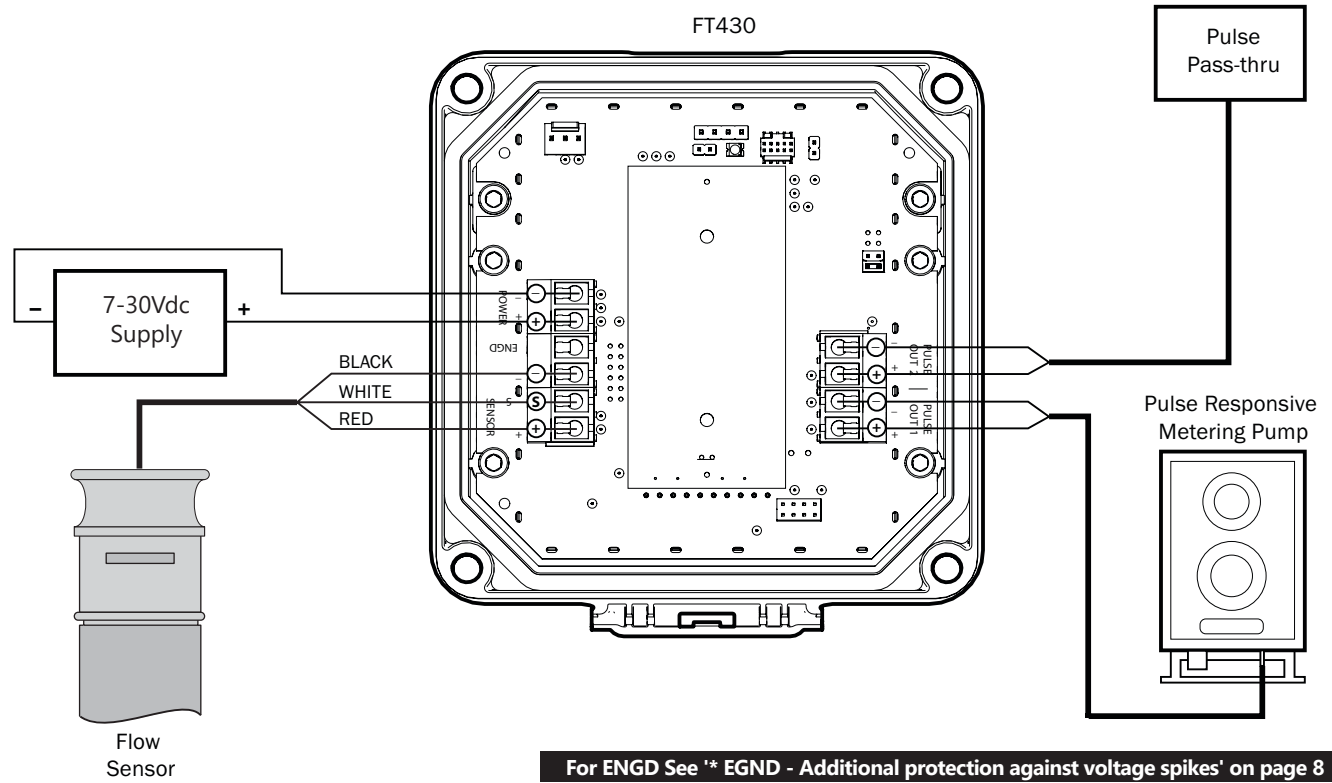 FT430
Pulse
Pass-thru
7-30Vdc
Supply
–
+
POWER
–
+
ENGD
SENSOR
–
S
+
BLACK
WHITE
RED
PULSE
OUT 2
–
+
PULSE
OUT 1
–
+
Pulse Responsive
Metering Pump
Flow
Sensor
For ENGD See '* EGND - Additional protection against voltage spikes' on page 8